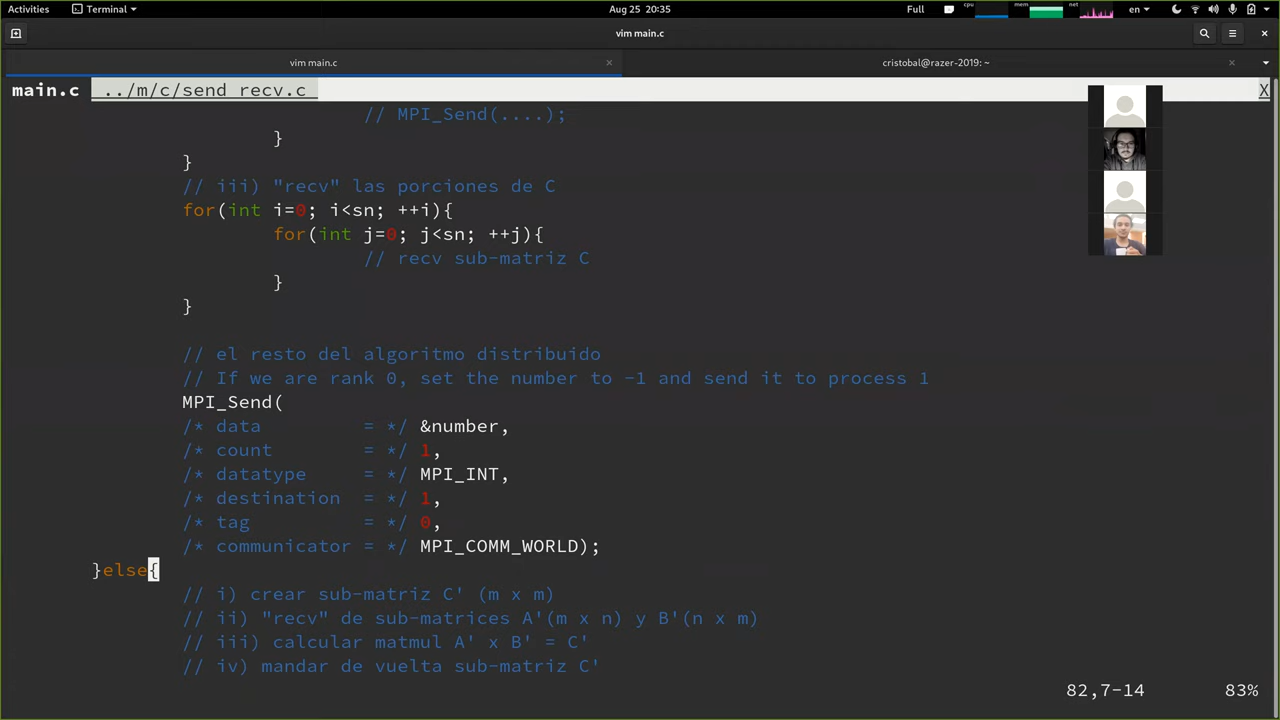 Activities Terminal Aug 25 20:35 Full cpu mem net en
vim main.c
vim main.c cristobal@razer-2019: ~
main.c ../m/c/send_recv.c X
// MPI_Send(....);
}
}
// iii) "recv" las porciones de C
for(int i=0; i<sn; ++i){
for(int j=0; j<sn; ++j){
// recv sub-matriz C
}
}
// el resto del algoritmo distribuido
// If we are rank 0, set the number to -1 and send it to process 1
MPI_Send(
/* data = */ &number,
/* count = */ 1,
/* datatype = */ MPI_INT,
/* destination = */ 1,
/* tag = */ 0,
/* communicator = */ MPI_COMM_WORLD);
}else{
// i) crear sub-matriz C' (m x m)
// ii) "recv" de sub-matrices A'(m x n) y B'(n x m)
// iii) calcular matmul A' x B' = C'
// iv) mandar de vuelta sub-matriz C'
82,7-14 83%